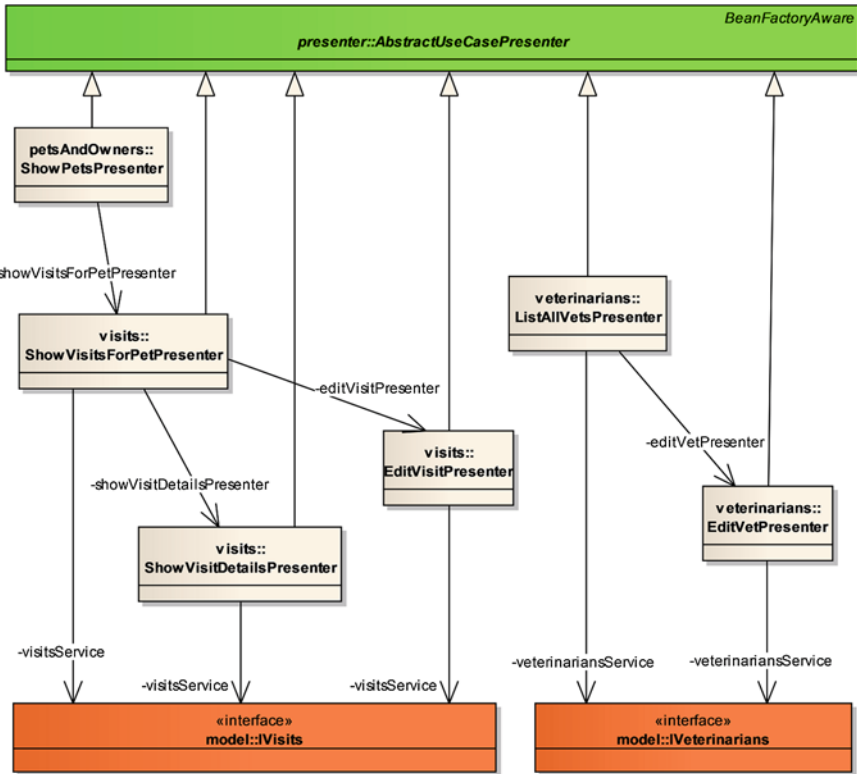 BeanFactoryAware
presenter::AbstractUseCasePresenter
petsAndOwners::
ShowPetsPresenter
showVisitsForPetPresenter
veterinarians::
ListAllVetsPresenter
visits::
ShowVisitsForPetPresenter
-editVisitPresenter
-editVetPresenter
visits::
EditVisitPresenter
-showVisitDetailsPresenter
veterinarians::
EditVetPresenter
visits::
ShowVisitDetailsPresenter
-visitsService
-visitsService
-visitsService
-veterinariansService
-veterinariansService
«interface»
model::IVisits
«interface»
model::IVeterinarians